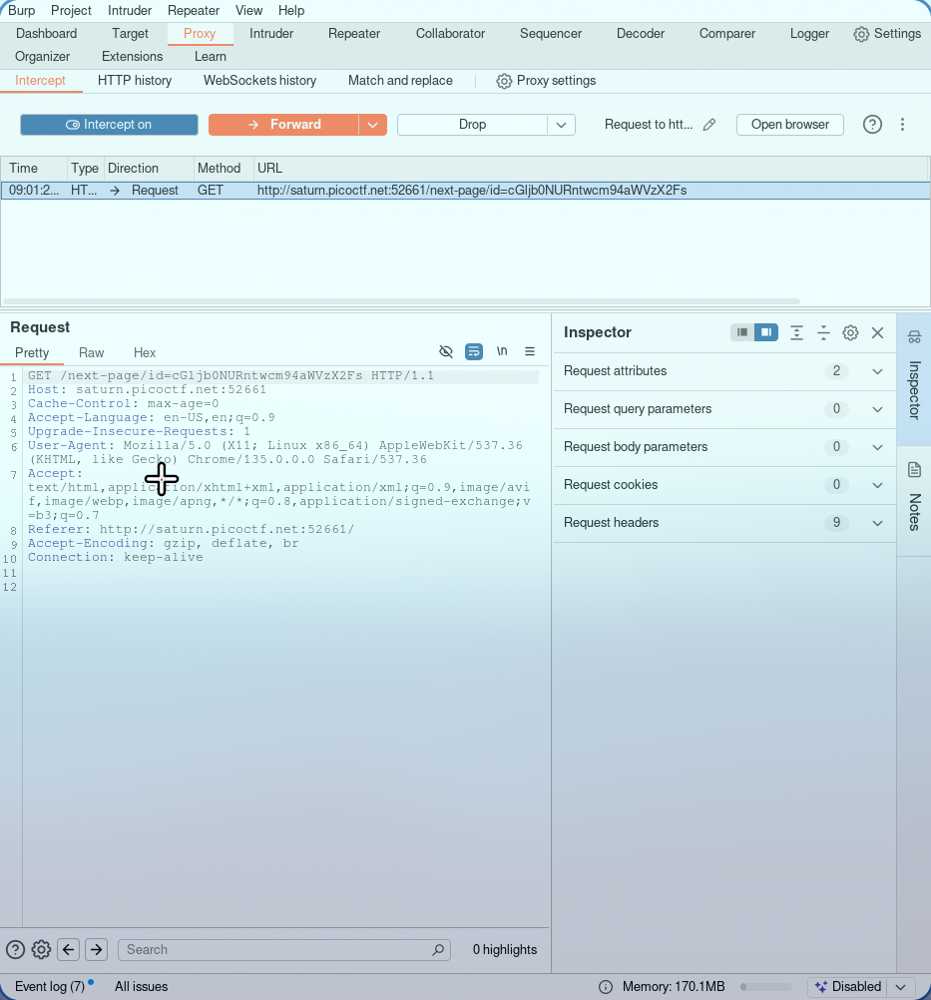 Burp Project Intruder Repeater View Help
Dashboard Target Proxy Intruder Repeater Collaborator Sequencer Decoder Comparer Logger Settings
Organizer Extensions Learn
Intercept HTTP history WebSockets history Match and replace Proxy settings
Intercept on Forward Drop Request to htt... Open browser
Time Type Direction Method URL
09:01:2... HT... → Request GET http://saturn.picoctf.net:52661/next-page/id=cGljb0NURntwcm94aWVzX2Fs
Request
Pretty Raw Hex \n
1 GET /next-page/id=cGljb0NURntwcm94aWVzX2Fs HTTP/1.1
2 Host: saturn.picoctf.net:52661
3 Cache-Control: max-age=0
4 Accept-Language: en-US,en;q=0.9
5 Upgrade-Insecure-Requests: 1
6 User-Agent: Mozilla/5.0 (X11; Linux x86_64) AppleWebKit/537.36
(KHTML, like Gecko) Chrome/135.0.0.0 Safari/537.36
7 Accept:
text/html,application/xhtml+xml,application/xml;q=0.9,image/avi
f,image/webp,image/apng,*/*;q=0.8,application/signed-exchange;v
=b3;q=0.7
8 Referer: http://saturn.picoctf.net:52661/
9 Accept-Encoding: gzip, deflate, br
10 Connection: keep-alive
11
12
Search 0 highlights
Inspector
Request attributes 2
Request query parameters 0
Request body parameters 0
Request cookies 0
Request headers 9
Inspector
Notes
Event log (7) All issues Memory: 170.1MB Disabled